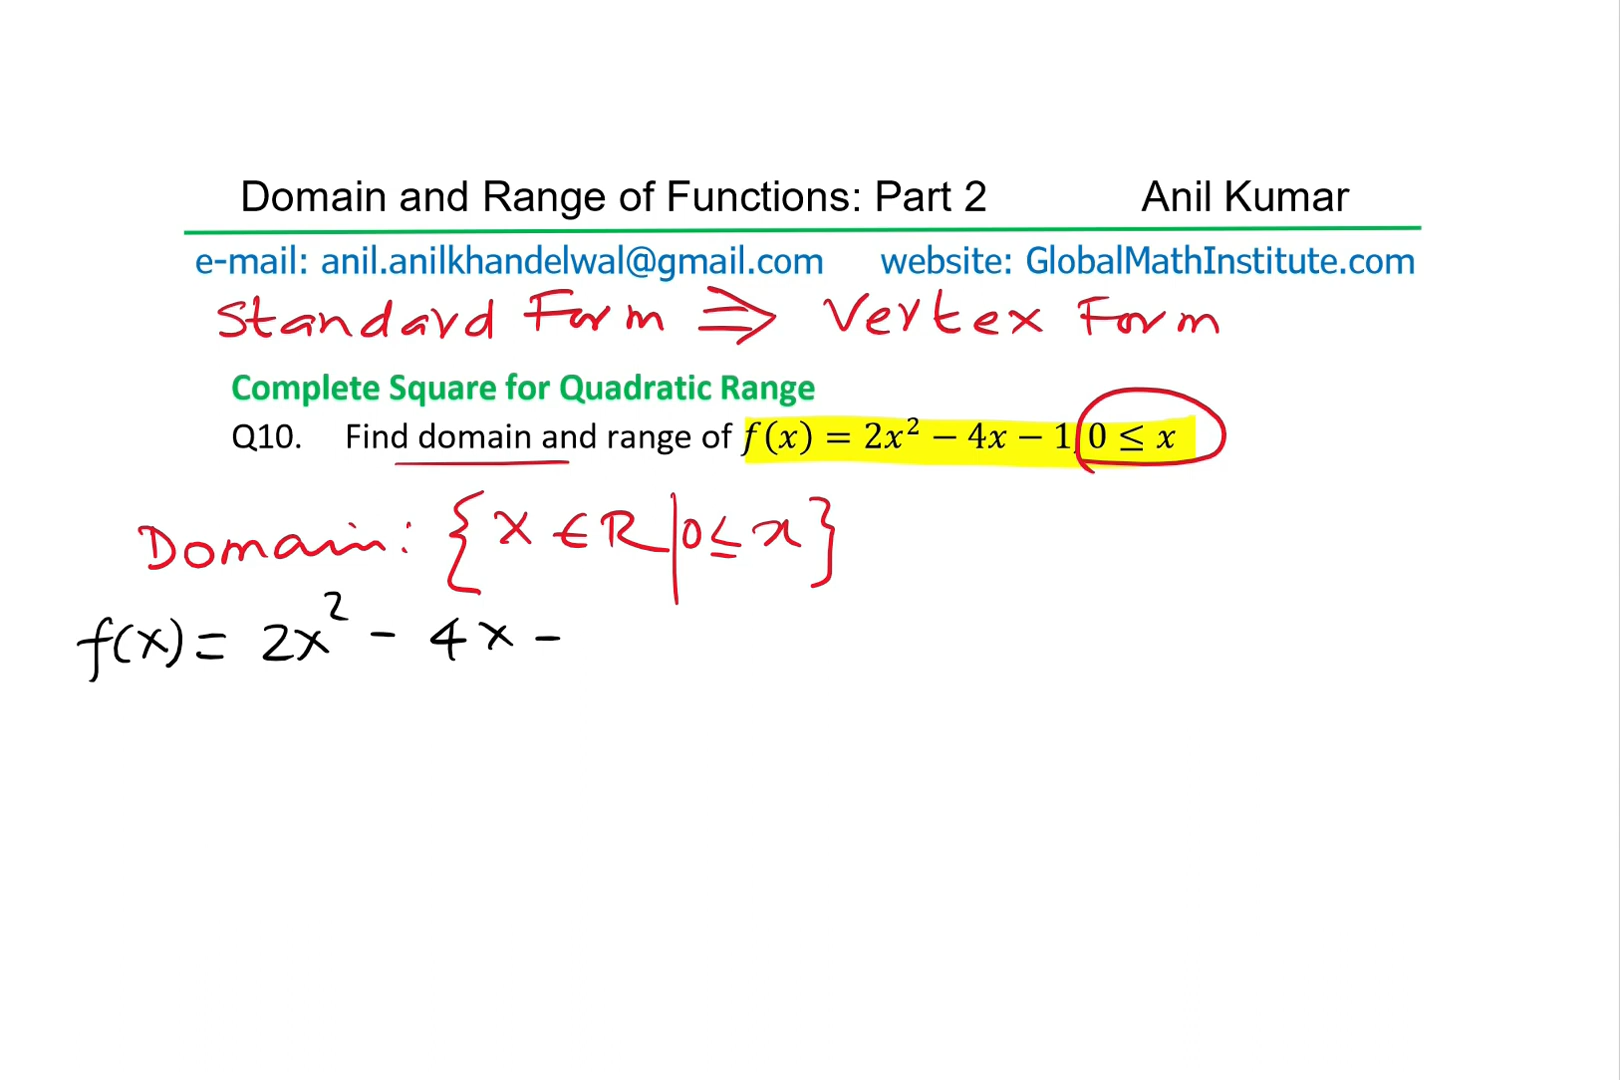 Domain and Range of Functions: Part 2 Anil Kumar
e-mail: anil.anilkhandelwal@gmail.com website: GlobalMathInstitute.com
Standard Form ⇒ Vertex Form
Complete Square for Quadratic Range
Q10. Find domain and range of f(x) = 2x² − 4x − 1, 0 ≤ x
Domain: {x ∈ R | 0 ≤ x}
f(x) = 2x² - 4x -